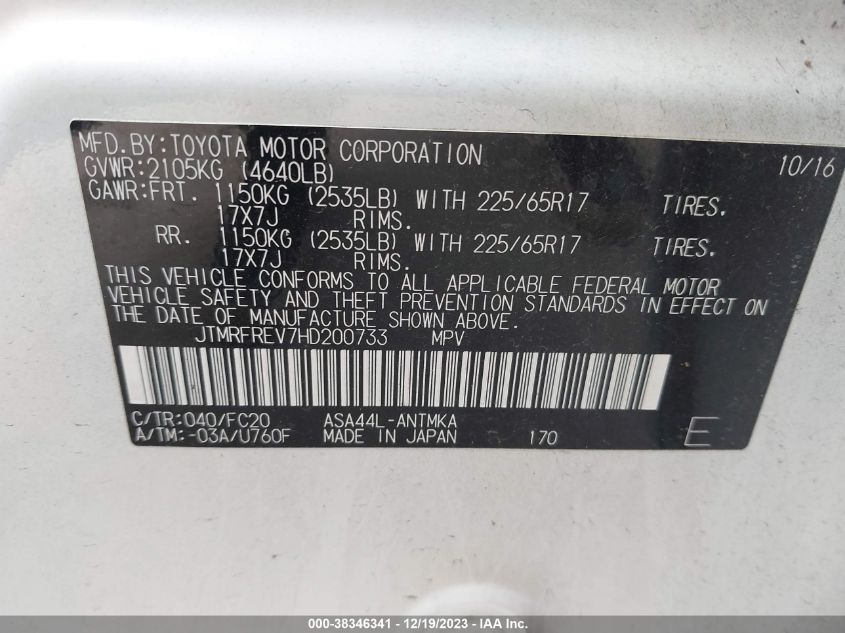 MFD.BY:TOYOTA MOTOR CORPORATION 10/16
GVWR:2105KG (4640LB)
GAWR:FRT. 1150KG (2535LB) WITH 225/65R17 TIRES.
17X7J RIMS.
RR. 1150KG (2535LB) WITH 225/65R17 TIRES.
17X7J RIMS.
THIS VEHICLE CONFORMS TO ALL APPLICABLE FEDERAL MOTOR
VEHICLE SAFETY AND THEFT PREVENTION STANDARDS IN EFFECT ON
THE DATE OF MANUFACTURE SHOWN ABOVE.
JTMRFREV7HD200733 MPV
C/TR:040/FC20 ASA44L-ANTMKA
A/TM:-03A/U760F MADE IN JAPAN 170 E
000-38346341 - 12/19/2023 - IAA Inc.